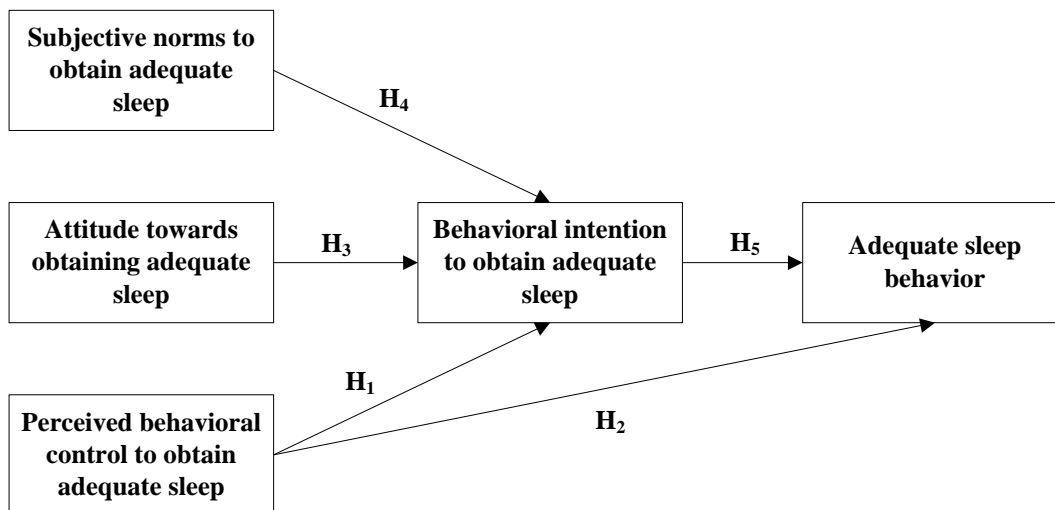 Subjective norms to
obtain adequate
sleep
H₄
Attitude towards
obtaining adequate
sleep
H₃
Behavioral intention
to obtain adequate
sleep
H₅
Adequate sleep
behavior
H₁
H₂
Perceived behavioral
control to obtain
adequate sleep